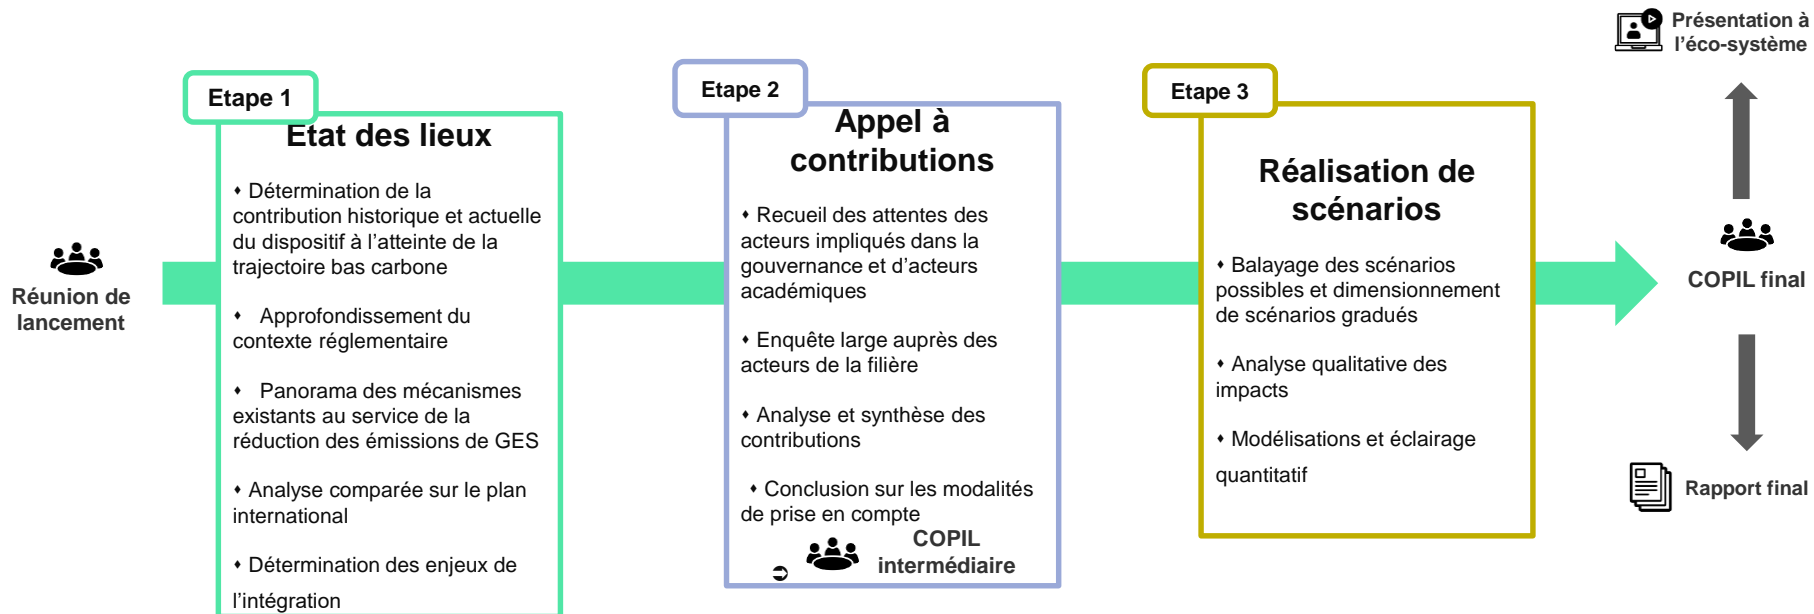 Réunion de
lancement
Etape 1
Etat des lieux
⬧ Détermination de la
contribution historique et actuelle
du dispositif à l’atteinte de la
trajectoire bas carbone
⬧ Approfondissement du
contexte réglementaire
⬧ Panorama des mécanismes
existants au service de la
réduction des émissions de GES
⬧ Analyse comparée sur le plan
international
⬧ Détermination des enjeux de
l’intégration
Etape 2
Appel à
contributions
⬧ Recueil des attentes des
acteurs impliqués dans la
gouvernance et d’acteurs
académiques
⬧ Enquête large auprès des
acteurs de la filière
⬧ Analyse et synthèse des
contributions
⬧ Conclusion sur les modalités
de prise en compte
➲ COPIL
intermédiaire
Etape 3
Réalisation de
scénarios
⬧ Balayage des scénarios
possibles et dimensionnement
de scénarios gradués
⬧ Analyse qualitative des
impacts
⬧ Modélisations et éclairage
quantitatif
Présentation à
l’éco-système
COPIL final
Rapport final